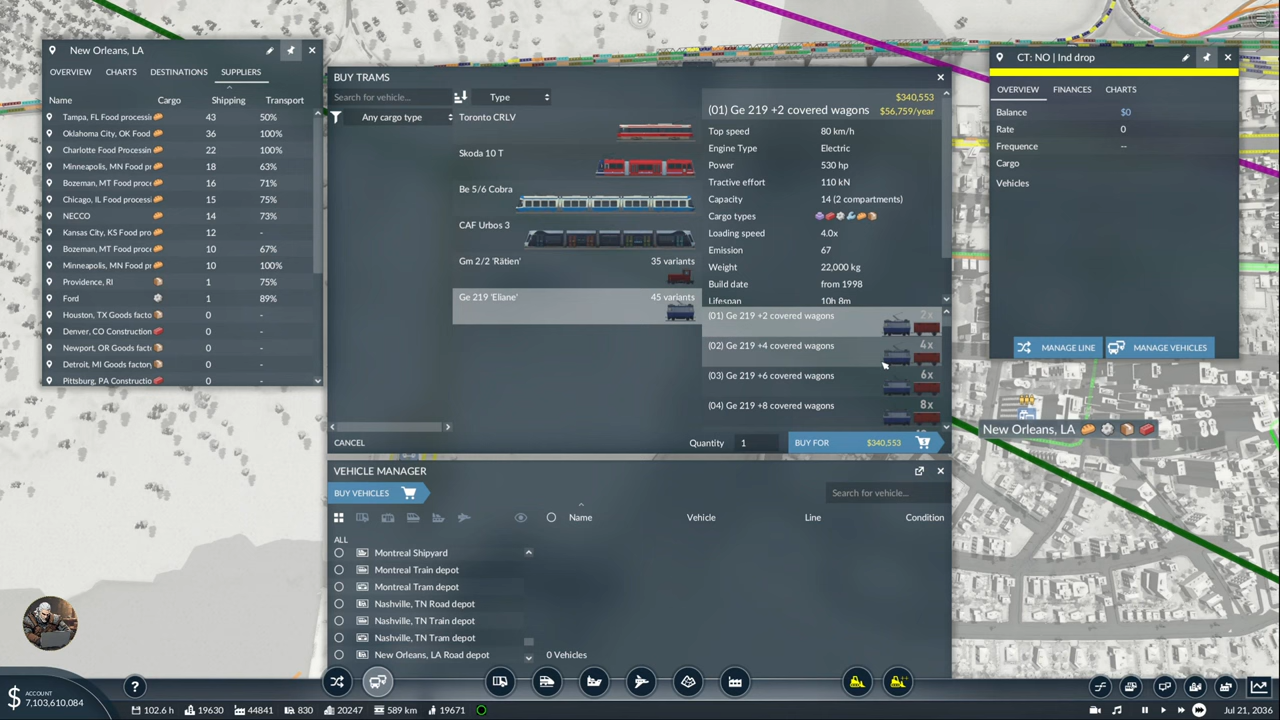 New Orleans, LA
OVERVIEW CHARTS DESTINATIONS SUPPLIERS
Name Cargo Shipping Transport
Tampa, FL Food processi 43 50%
Oklahoma City, OK Food 36 100%
Charlotte Food Processin 22 100%
Minneapolis, MN Food pr 18 63%
Bozeman, MT Food proce 16 71%
Chicago, IL Food processi 15 75%
NECCO 14 73%
Kansas City, KS Food pro 12 -
Bozeman, MT Food proce 10 67%
Minneapolis, MN Food pr 10 100%
Providence, RI 1 75%
Ford 1 89%
Houston, TX Goods facto 0 -
Denver, CO Construction 0 -
Newport, OR Goods fact 0 -
Detroit, MI Goods factory 0 -
Pittsburg, PA Constructio 0 -
BUY TRAMS
Search for vehicle...
Type
Any cargo type
Toronto CRLV
Skoda 10 T
Be 5/6 Cobra
CAF Urbos 3
Gm 2/2 'Rätien' 35 variants
Ge 219 'Eliane' 45 variants
$340,553
(01) Ge 219 +2 covered wagons $56,759/year
Top speed 80 km/h
Engine Type Electric
Power 530 hp
Tractive effort 110 kN
Capacity 14 (2 compartments)
Cargo types
Loading speed 4.0x
Emission 67
Weight 22,000 kg
Build date from 1998
Lifespan 10h 8m
(01) Ge 219 +2 covered wagons 2x
(02) Ge 219 +4 covered wagons 4x
(03) Ge 219 +6 covered wagons 6x
(04) Ge 219 +8 covered wagons 8x
CANCEL
Quantity 1
BUY FOR $340,553
VEHICLE MANAGER
BUY VEHICLES
Search for vehicle...
Name Vehicle Line Condition
ALL
Montreal Shipyard
Montreal Train depot
Montreal Tram depot
Nashville, TN Road depot
Nashville, TN Train depot
Nashville, TN Tram depot
New Orleans, LA Road depot
0 Vehicles
CT: NO | Ind drop
OVERVIEW FINANCES CHARTS
Balance $0
Rate 0
Frequence --
Cargo
Vehicles
MANAGE LINE MANAGE VEHICLES
New Orleans, LA
?
$ ACCOUNT
7,103,610,084
102.6 h 19630 44841 830 20247 589 km 19671
Jul 21, 2036